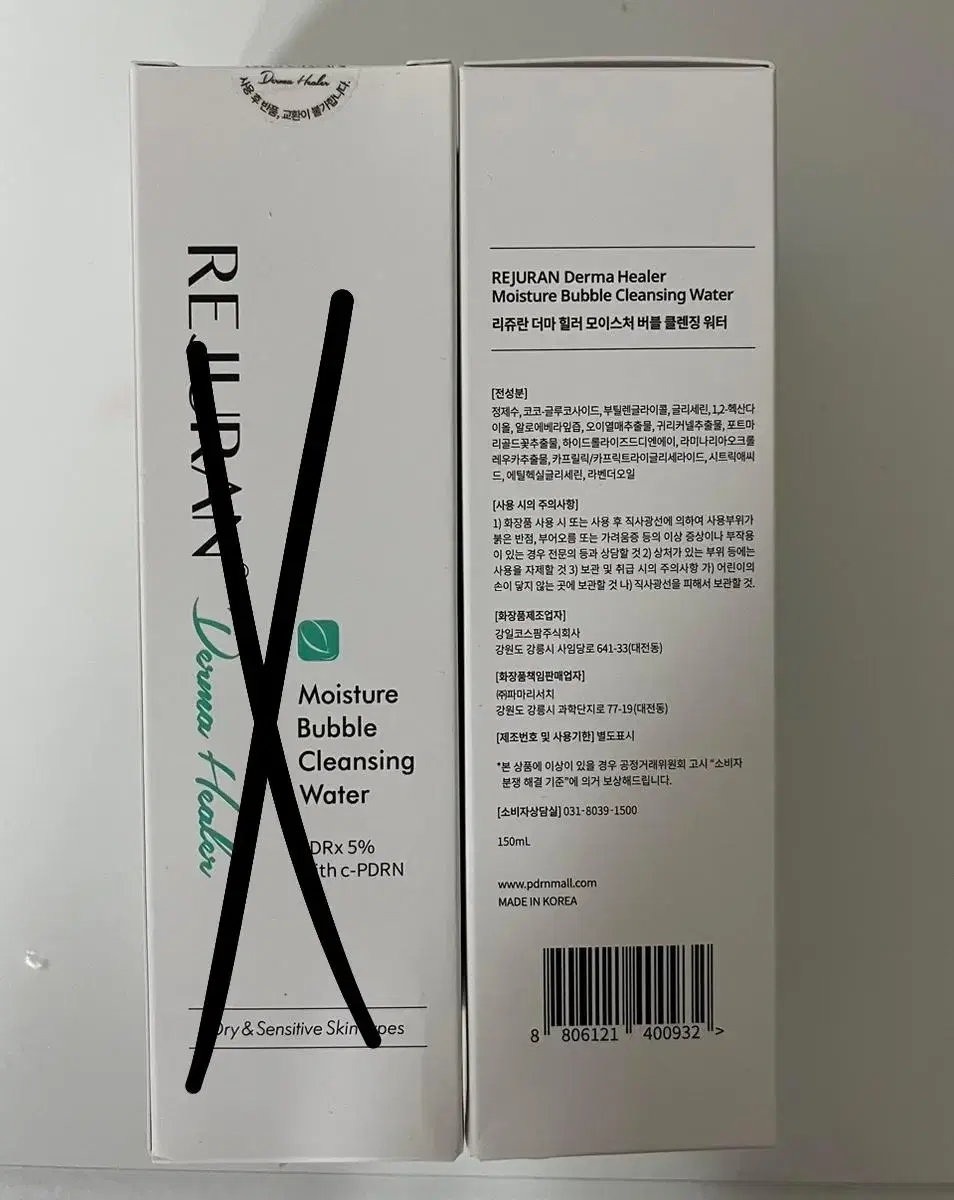 Derma Healer
사용 후 반품, 교환이 불가합니다.
REJURAN
Derma Healer
Moisture
Bubble
Cleansing
Water
5%
c-PDRN
& Sensitive Skin
REJURAN Derma Healer
Moisture Bubble Cleansing Water
리쥬란 더마 힐러 모이스처 버블 클렌징 워터
[전성분]
정제수, 코코-글루코사이드, 부틸렌글라이콜, 글리세린, 1,2-헥산다
이올, 알로에베라잎즙, 오이열매추출물, 귀리커넬추출물, 포트마
리골드꽃추출물, 하이드롤라이즈드디엔에이, 라미나리아오크롤
레우카추출물, 카프릴릭/카프릭트라이글리세라이드, 시트릭애씨
드, 에틸헥실글리세린, 라벤더오일
[사용 시의 주의사항]
1) 화장품 사용 시 또는 사용 후 직사광선에 의하여 사용부위가
붉은 반점, 부어오름 또는 가려움증 등의 이상 증상이나 부작용
이 있는 경우 전문의 등과 상담할 것 2) 상처가 있는 부위 등에는
사용을 자제할 것 3) 보관 및 취급 시의 주의사항 가) 어린이의
손이 닿지 않는 곳에 보관할 것 나) 직사광선을 피해서 보관할 것.
[화장품제조업자]
강일코스팜주식회사
강원도 강릉시 사임당로 641-33(대전동)
[화장품책임판매업자]
㈜파마리서치
강원도 강릉시 과학단지로 77-19(대전동)
[제조번호 및 사용기한] 별도표시
*본 상품에 이상이 있을 경우 공정거래위원회 고시 “소비자
분쟁 해결 기준”에 의거 보상해드립니다.
[소비자상담실] 031-8039-1500
150mL
www.pdrnmall.com
MADE IN KOREA
8 806121 400932 >